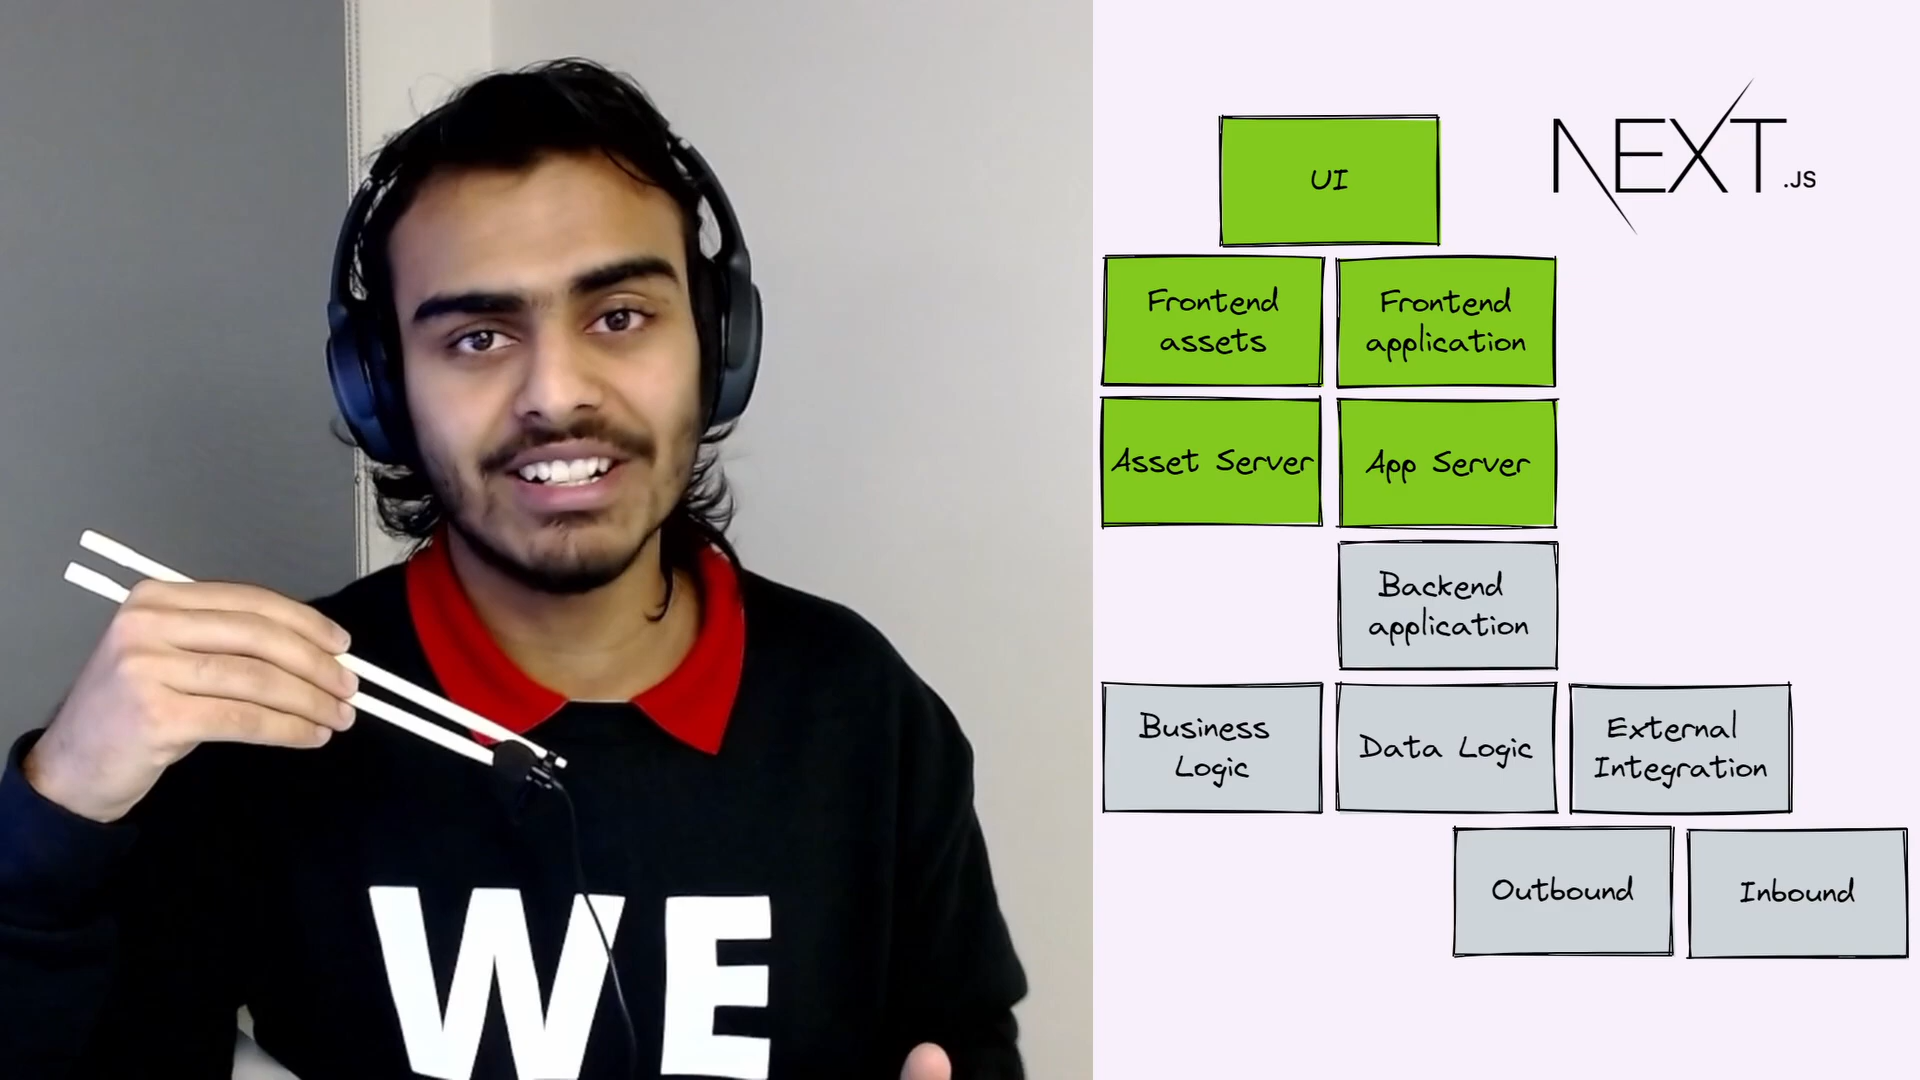 WE
NEXT.JS
UI
Frontend
assets
Frontend
application
Asset Server
App Server
Backend
application
Business
Logic
Data Logic
External
Integration
Outbound
Inbound